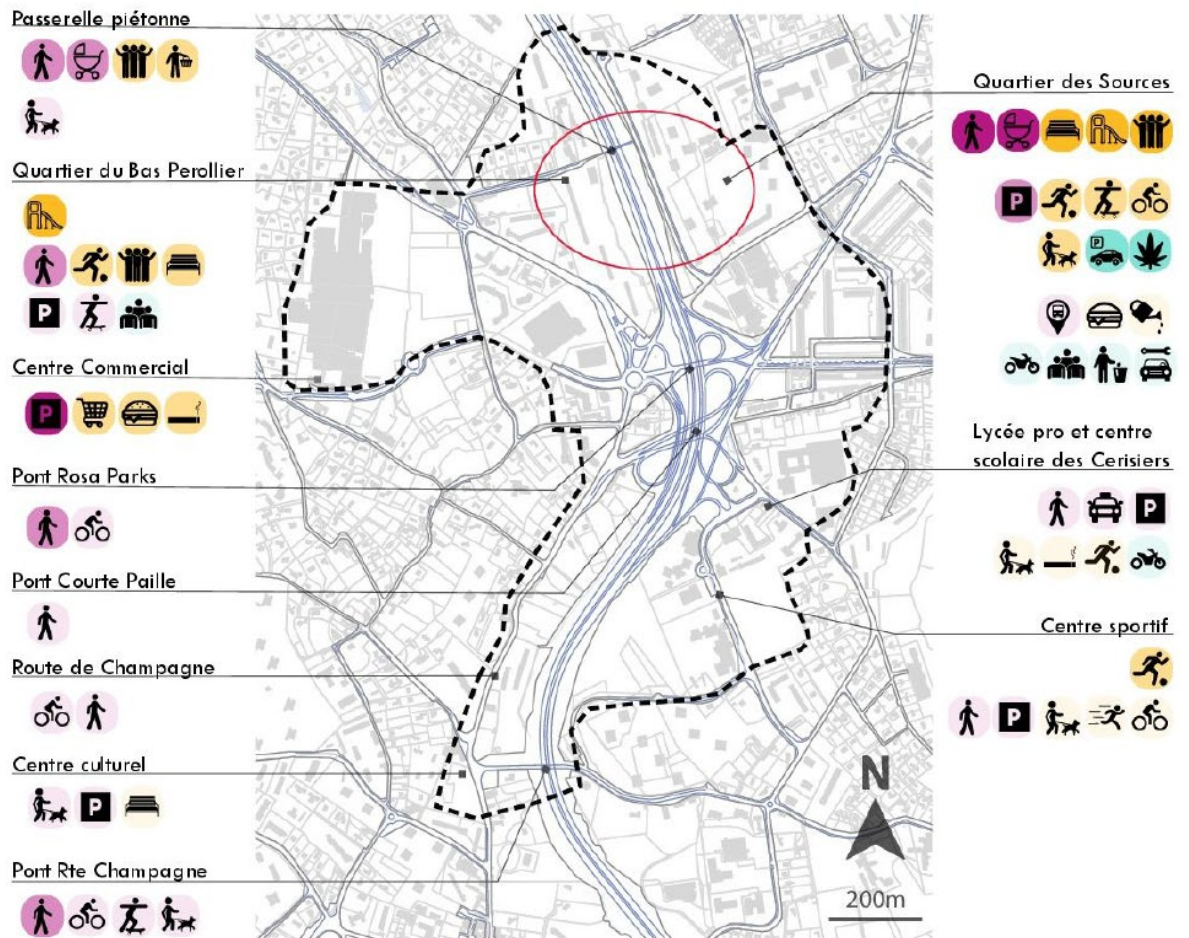 Passerelle piétonne
Quartier du Bas Perollier
P
Centre Commercial
P
Pont Rosa Parks
Pont Courte Paille
Route de Champagne
Centre culturel
P
Pont Rte Champagne
Quartier des Sources
P
P
Lycée pro et centre
scolaire des Cerisiers
P
Centre sportif
P
N
200m